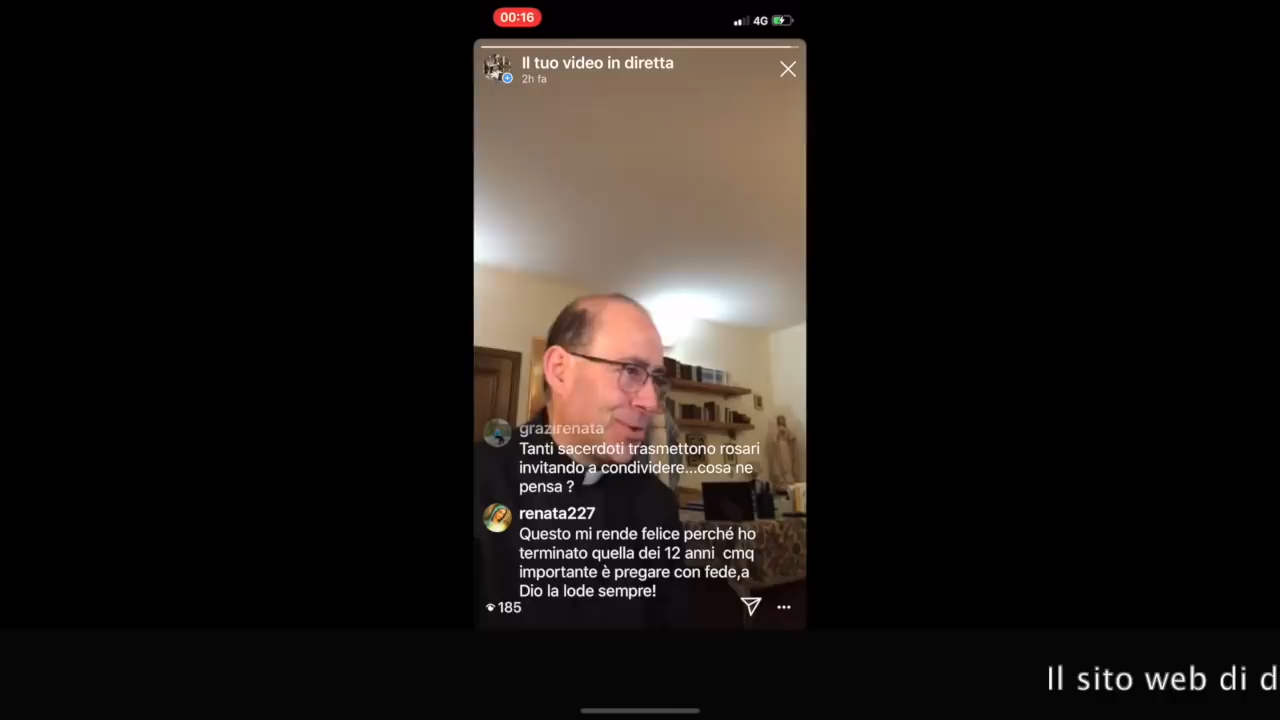 00:16
4G
Il tuo video in diretta
2h fa
grazirenata
Tanti sacerdoti trasmettono rosari
invitando a condividere...cosa ne
pensa ?
renata227
Questo mi rende felice perché ho
terminato quella dei 12 anni cmq
importante è pregare con fede,a
Dio la lode sempre!
185
Il sito web di d